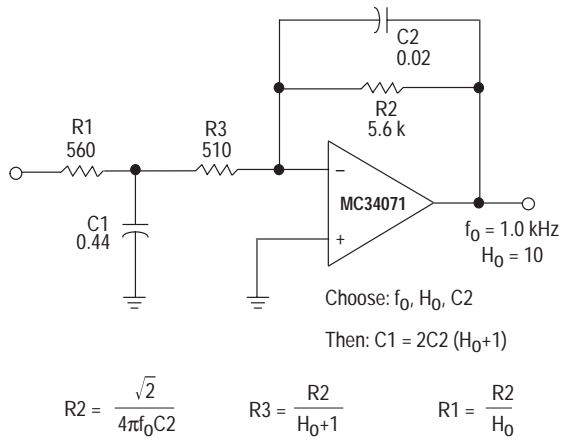 C2
0.02
R2
5.6 k
R1
560
R3
510
C1
0.44
–
+
MC34071
f0 = 1.0 kHz
H0 = 10
Choose: f0, H0, C2
Then: C1 = 2C2 (H0+1)
R2 = √2 / 4πf0C2
R3 = R2 / H0+1
R1 = R2 / H0